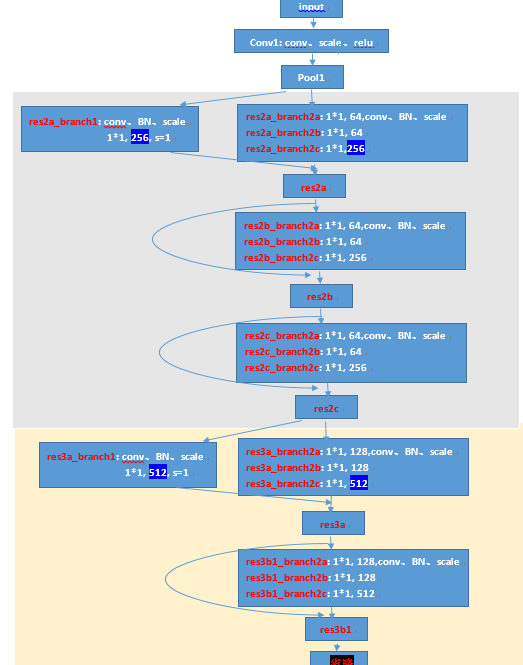 input
Conv1: conv、scale、relu
Pool1
res2a_branch1: conv、BN、scale
1*1, 256, s=1
res2a_branch2a: 1*1, 64,conv、BN、scale
res2a_branch2b: 1*1, 64
res2a_branch2c: 1*1,256
res2a
res2b_branch2a: 1*1, 64,conv、BN、scale
res2b_branch2b: 1*1, 64
res2b_branch2c: 1*1, 256
res2b
res2c_branch2a: 1*1, 64,conv、BN、scale
res2c_branch2b: 1*1, 64
res2c_branch2c: 1*1, 256
res2c
res3a_branch1: conv、BN、scale
1*1, 512, s=1
res3a_branch2a: 1*1, 128,conv、BN、scale
res3a_branch2b: 1*1, 128
res3a_branch2c: 1*1, 512
res3a
res3b1_branch2a: 1*1, 128,conv、BN、scale
res3b1_branch2b: 1*1, 128
res3b1_branch2c: 1*1, 512
res3b1